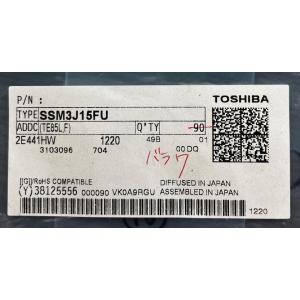 P/N :
TYPE SSM3J15FU TOSHIBA
ADDC (TE85L,F) Q'TY 90
2E441HW 1220 49B 01
3103096 704 00DQ
バラワ
[[G]]/RoHS COMPATIBLE DIFFUSED IN JAPAN
(Y)38125556 000090 VK0A9RGU ASSEMBLED IN JAPAN
1220